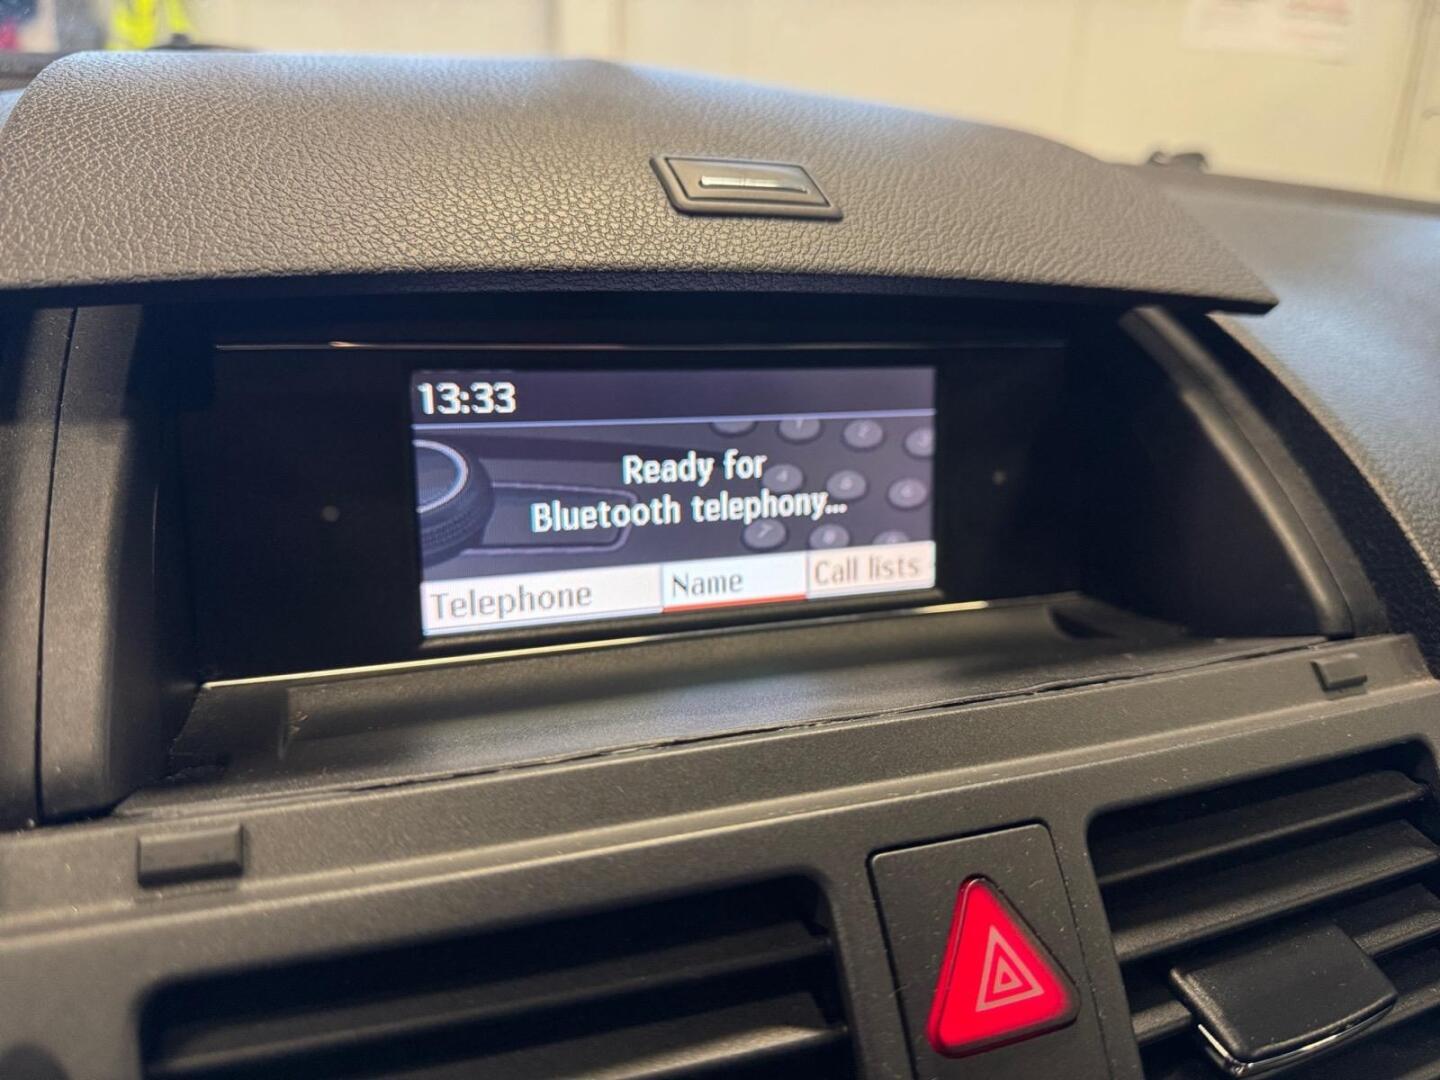 13:33
Ready for
Bluetooth telephony...
Telephone
Name
Call lists